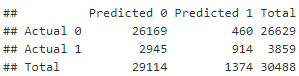 ##          Predicted 0 Predicted 1 Total
## Actual 0       26169         460 26629
## Actual 1        2945         914  3859
## Total          29114        1374 30488